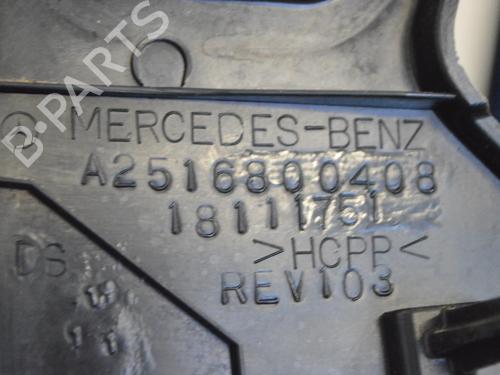 MERCEDES-BENZ
A2516800408
18111751
>HCPP<
REV103
DS
B-Parts